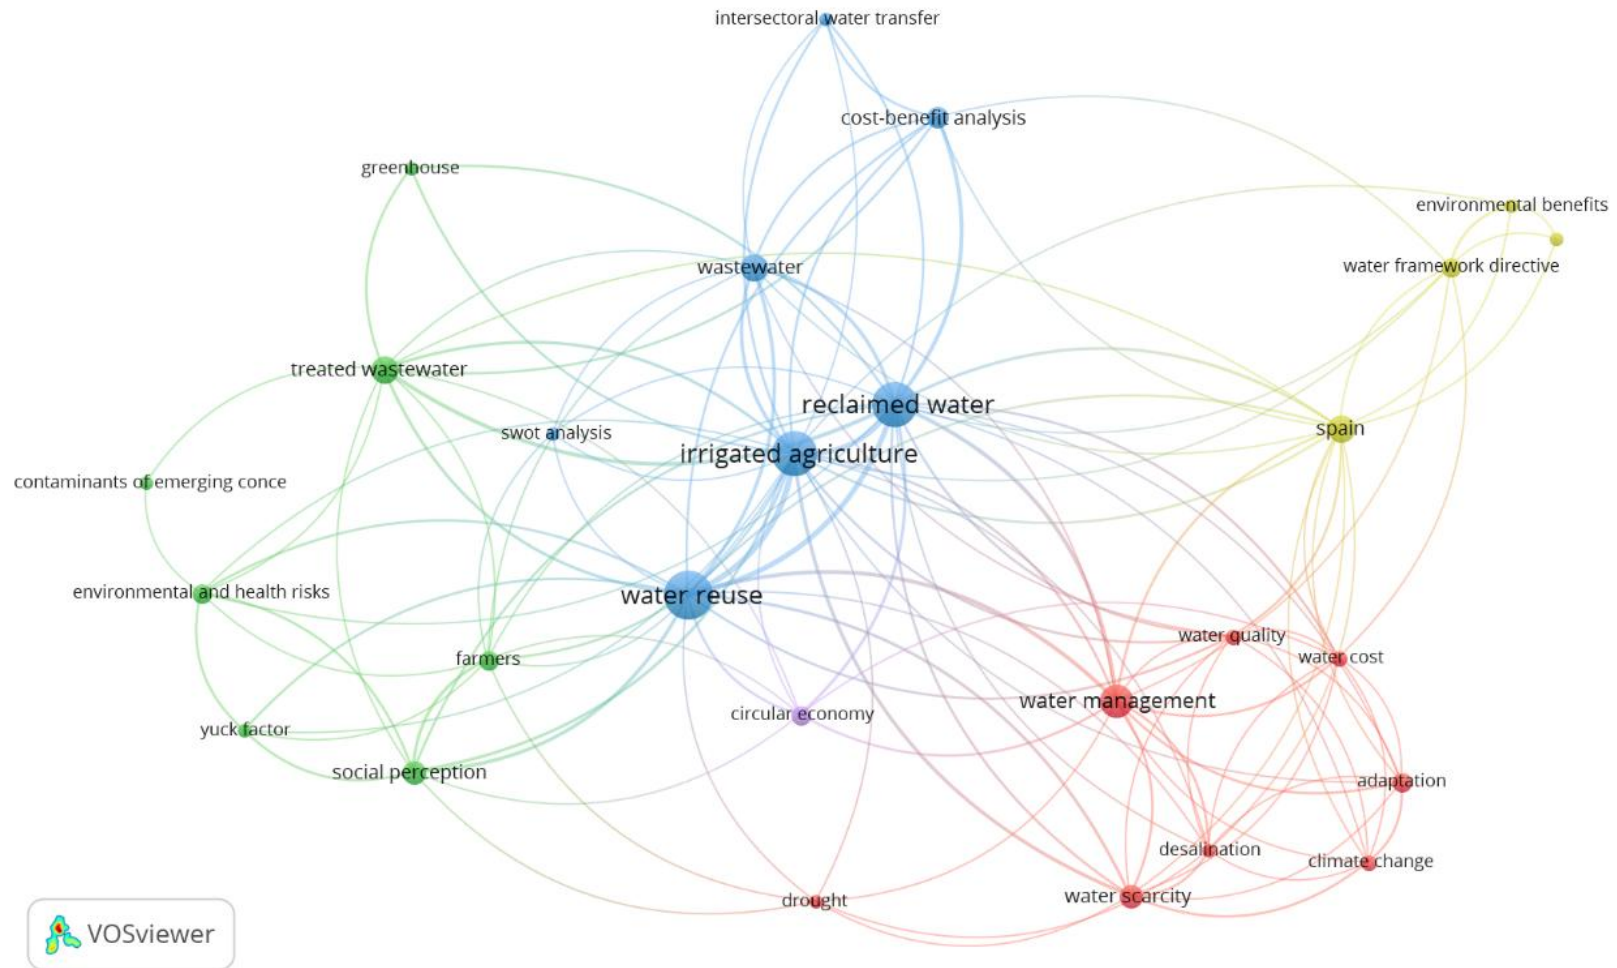 intersectoral water transfer
cost-benefit analysis
greenhouse
environmental benefits
wastewater
water framework directive
treated wastewater
reclaimed water
swot analysis
spain
irrigated agriculture
contaminants of emerging conce
environmental and health risks
water reuse
water quality
farmers
water cost
water management
circular economy
yuck factor
social perception
adaptation
desalination
climate change
drought
water scarcity
VOSviewer